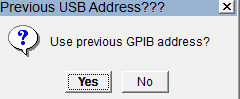 Previous USB Address???
Use previous GPIB address?
Yes No